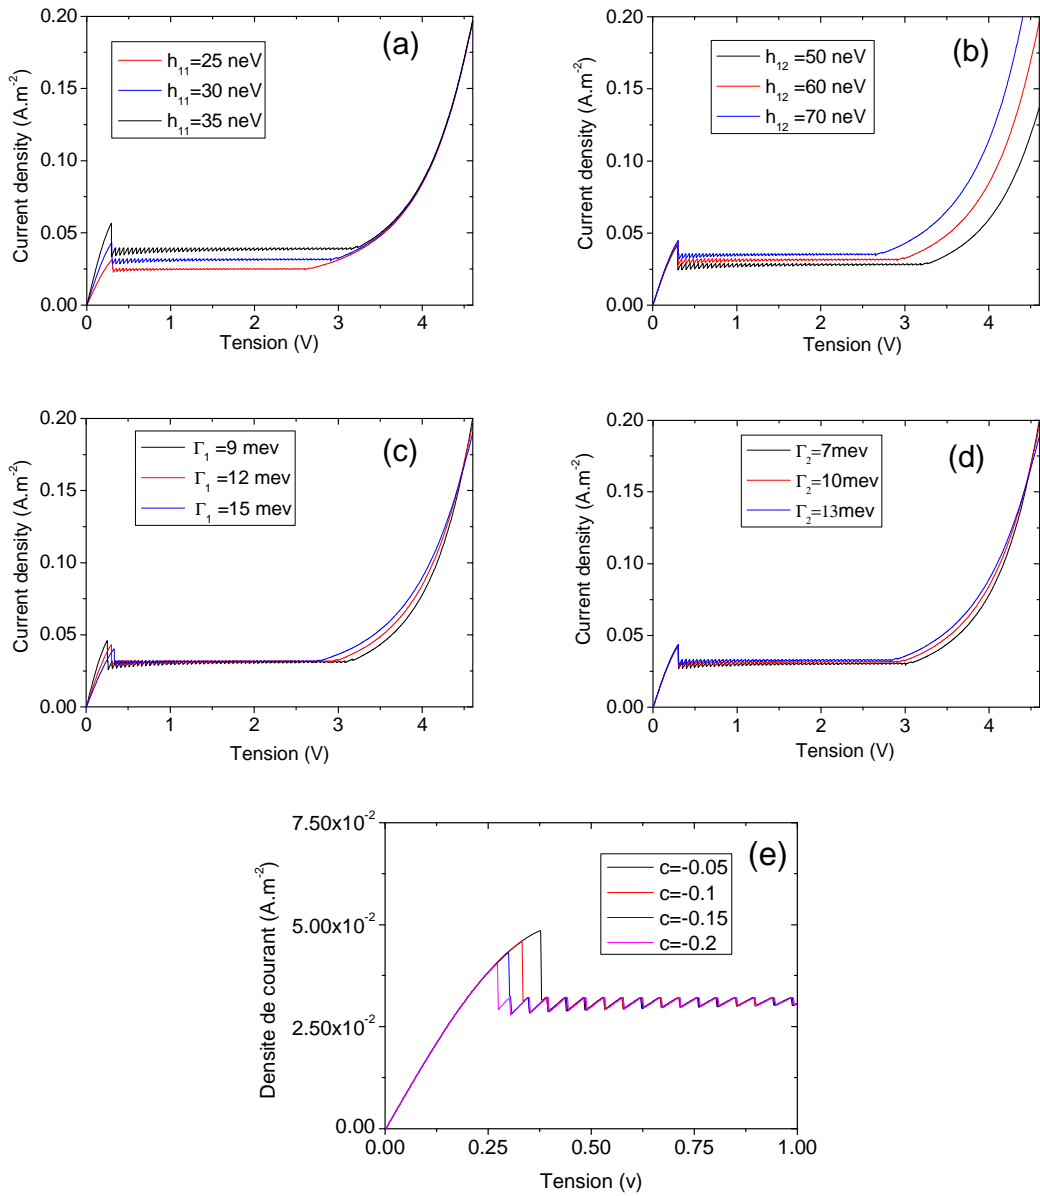 (a)
h11=25 neV
h11=30 neV
h11=35 neV
0.20
0.15
0.10
0.05
0.00
Current density (A.m-2)
0 1 2 3 4
Tension (V)
(b)
h12 =50 neV
h12 =60 neV
h12 =70 neV
0.20
0.15
0.10
0.05
0.00
Current density (A.m-2)
0 1 2 3 4
Tension (V)
(c)
Γ1 =9 mev
Γ1 =12 mev
Γ1 =15 mev
0.20
0.15
0.10
0.05
0.00
Current density (A.m-2)
0 1 2 3 4
Tension (V)
(d)
Γ2=7mev
Γ2=10mev
Γ2=13mev
0.20
0.15
0.10
0.05
0.00
Current density (A.m-2)
0 1 2 3 4
Tension (V)
(e)
c=-0.05
c=-0.1
c=-0.15
c=-0.2
7.50x10-2
5.00x10-2
2.50x10-2
0.00
Densite de courant (A.m-2)
0.00 0.25 0.50 0.75 1.00
Tension (v)